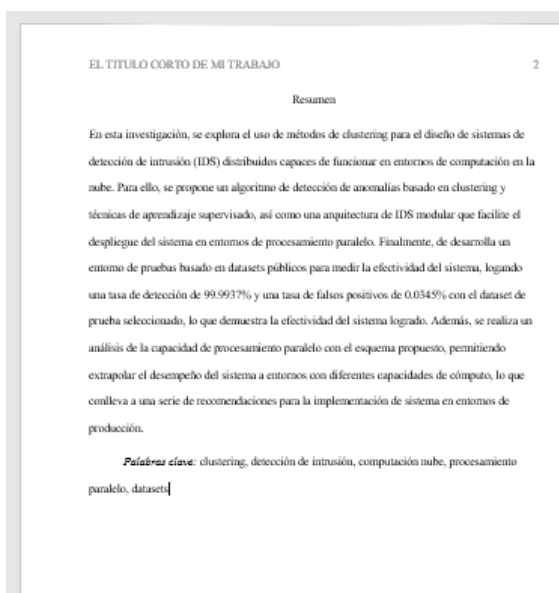 EL TITULO CORTO DE MI TRABAJO 2
Resumen
En esta investigación, se explora el uso de métodos de clustering para el diseño de sistemas de
detección de intrusión (IDS) distribuidos capaces de funcionar en entornos de computación en la
nube. Para ello, se propone un algoritmo de detección de anomalías basado en clustering y
técnicas de aprendizaje supervisado, así como una arquitectura de IDS modular que facilite el
despliegue del sistema en entornos de procesamiento paralelo. Finalmente, de desarrolla un
entorno de pruebas basado en datasets públicos para medir la efectividad del sistema, logando
una tasa de detección de 99.9937% y una tasa de falsos positivos de 0.0345% con el dataset de
prueba seleccionado, lo que demuestra la efectividad del sistema logrado. Además, se realiza un
análisis de la capacidad de procesamiento paralelo con el esquema propuesto, permitiendo
extrapolar el desempeño del sistema a entornos con diferentes capacidades de cómputo, lo que
conlleva a una serie de recomendaciones para la implementación de sistema en entornos de
producción.
Palabras clave: clustering, detección de intrusión, computación nube, procesamiento
paralelo, datasets